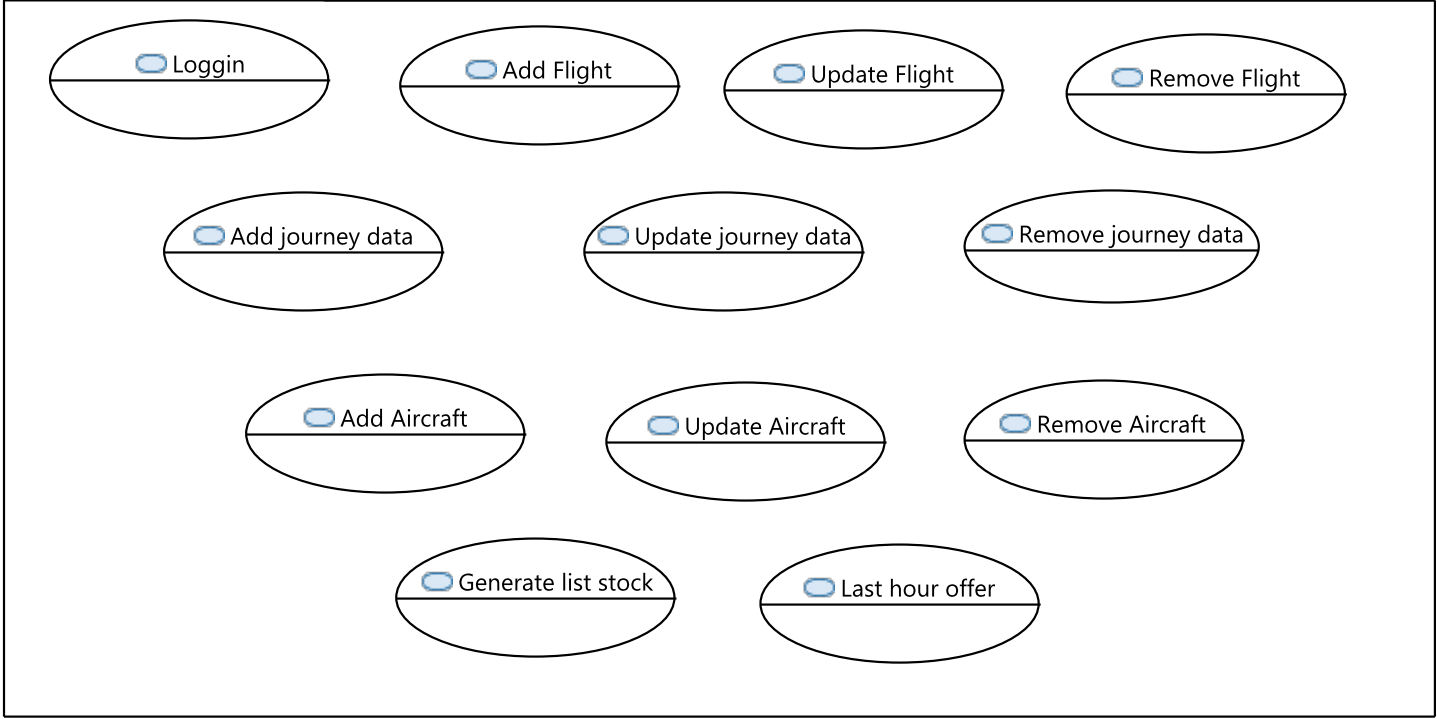 Loggin
Add Flight
Update Flight
Remove Flight
Add journey data
Update journey data
Remove journey data
Add Aircraft
Update Aircraft
Remove Aircraft
Generate list stock
Last hour offer